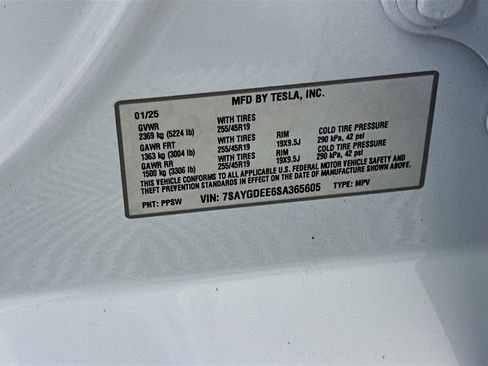 MFD BY TESLA, INC.
01/25
GVWR WITH TIRES
2369 kg (5224 lb) 255/45R19 RIM COLD TIRE PRESSURE
GAWR FRT WITH TIRES 19X9.5J 290 kPa, 42 psi
1363 kg (3004 lb) 255/45R19 RIM COLD TIRE PRESSURE
GAWR RR WITH TIRES 19X9.5J 290 kPa, 42 psi
1500 kg (3306 lb) 255/45R19
THIS VEHICLE CONFORMS TO ALL APPLICABLE U.S. FEDERAL MOTOR VEHICLE SAFETY AND
THEFT PREVENTION STANDARDS IN EFFECT ON THE DATE OF MANUFACTURE SHOWN ABOVE.
PNT: PPSW VIN: 7SAYGDEE6SA365605 TYPE: MPV